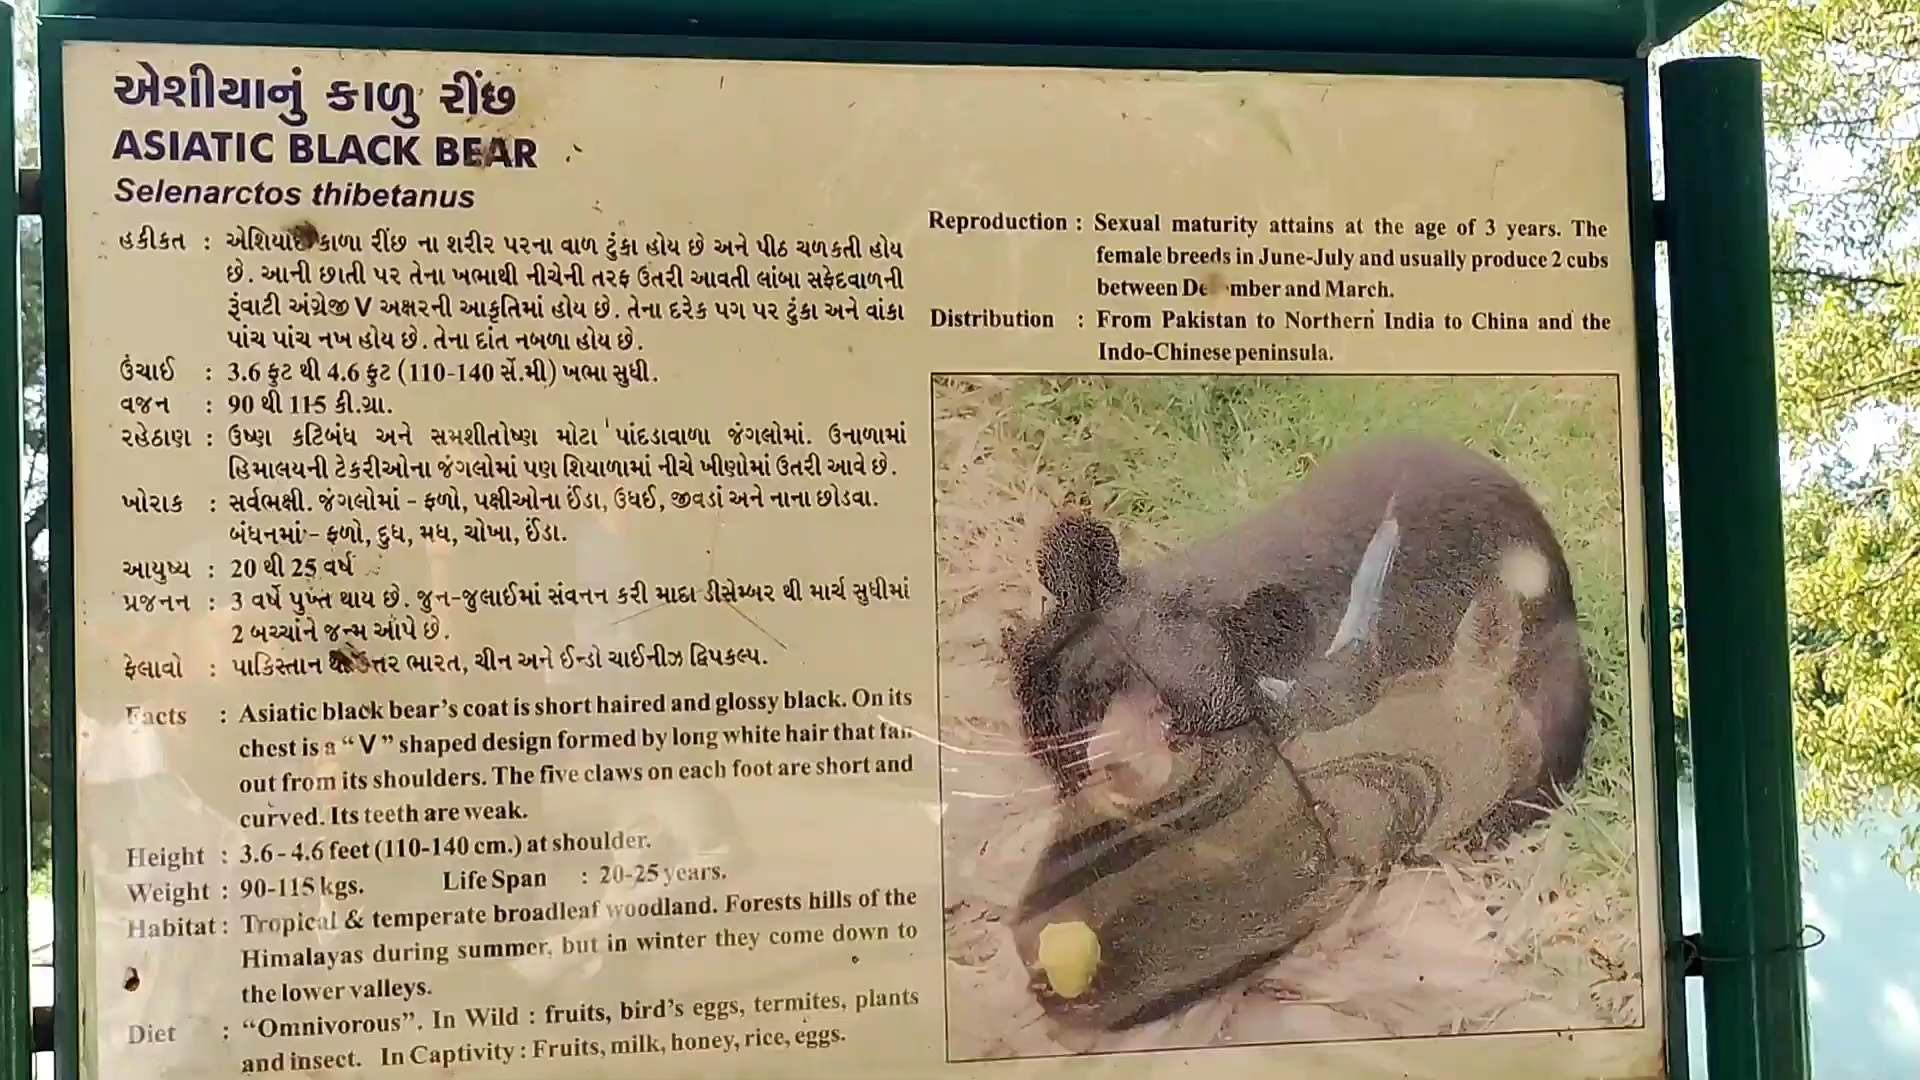 એશીયાનું કાળુ રીંછ
ASIATIC BLACK BEAR
Selenarctos thibetanus
હકીકત : કાળા રીંછ ના શરીર પરના વાળ ટુંકા હોય છે અને પીઠ ચળકતી હોય
છે. આની છાતી પર તેના ખભાથી નીચેની તરફ ઉતરી આવતી લાંબા સફેદવાળની
રૂંવાટી અંગ્રેજી V અક્ષરની આકૃતિમાં હોય છે. તેના દરેક પગ પર ટુંકા અને વાંકા
પાંચ પાંચ નખ હોય છે. તેના દાંત નબળા હોય છે.
ઉંચાઈ : 3.6 ફુટ થી 4.6 ફુટ (110-140 સેં.મી) ખભા સુધી.
વજન : 90 થી 115 કી.ગ્રા.
રહેઠાણ : ઉષ્ણ કટિબંધ અને સમશીતોષ્ણ મોટા પાંદડાવાળા જંગલોમાં. ઉનાળામાં
હિમાલયની ટેકરીઓના જંગલોમાં પણ શિયાળામાં નીચે ખીણોમાં ઉતરી આવે છે.
ખોરાક : સર્વભક્ષી. જંગલોમાં - ફળો, પક્ષીઓના ઈંડા, ઉધઈ, જીવડાં અને નાના છોડવા.
બંધનમાં - ફળો, દુધ, મધ, ચોખા, ઈંડા.
આયુષ્ય : 20 થી 25 વર્ષ
પ્રજનન : 3 વર્ષે પુખ્ત થાય છે. જુન-જુલાઈમાં સંવનન કરી માદા ડીસેમ્બર થી માર્ચ સુધીમાં
2 બચ્ચાંને જન્મ આપે છે.
ફેલાવો : પાકિસ્તાન ભારત, ચીન અને ઈન્ડો ચાઈનીઝ દ્વિપકલ્પ.
Facts : Asiatic black bear's coat is short haired and glossy black. On its
chest is a “V” shaped design formed by long white hair that fan
out from its shoulders. The five claws on each foot are short and
curved. Its teeth are weak.
Height : 3.6 - 4.6 feet (110-140 cm.) at shoulder.
Weight : 90-115 kgs. Life Span : 20-25 years.
Habitat : Tropical & temperate broadleaf woodland. Forests hills of the
Himalayas during summer, but in winter they come down to
the lower valleys.
Diet : “Omnivorous”. In Wild : fruits, bird's eggs, termites, plants
and insect. In Captivity : Fruits, milk, honey, rice, eggs.
Reproduction : Sexual maturity attains at the age of 3 years. The
female breeds in June-July and usually produce 2 cubs
between and March.
Distribution : From Pakistan to Northern India to China and the
Indo-Chinese peninsula.